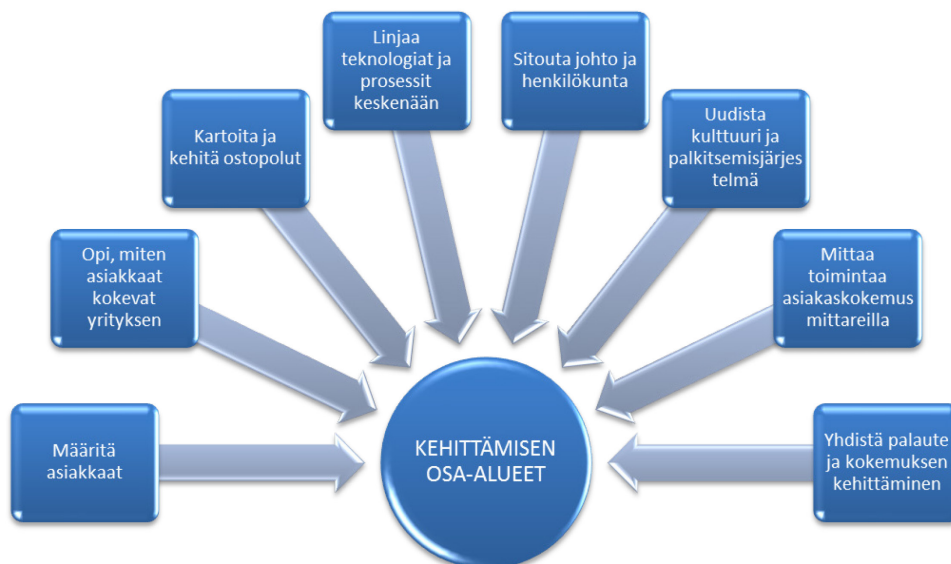 Määritä
asiakkaat
Opi, miten
asiakkaat
kokevat
yrityksen
Kartoita ja
kehitä ostopolut
Linjaa
teknologiat ja
prosessit
keskenään
Sitouta johto ja
henkilökunta
Uudista
kulttuuri ja
palkitsemisjärjes
telmä
Mittaa
toimintaa
asiakaskokemus
mittareilla
Yhdistä palaute
ja kokemuksen
kehittäminen
KEHITTÄMISEN
OSA-ALUEET